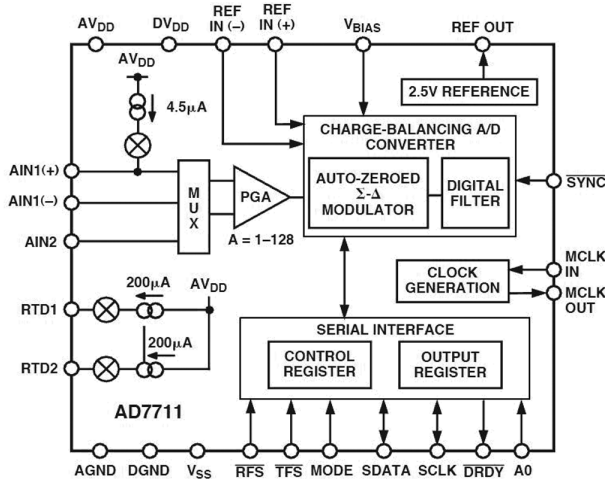 AVDD
DVDD
REF
IN (−)
REF
IN (+)
VBIAS
REF OUT
AVDD
4.5µA
2.5V REFERENCE
CHARGE-BALANCING A/D
CONVERTER
AUTO-ZEROED
Σ-Δ
MODULATOR
DIGITAL
FILTER
AIN1(+)
AIN1(−)
AIN2
M
U
X
PGA
A = 1–128
SYNC
MCLK
IN
MCLK
OUT
CLOCK
GENERATION
200µA
AVDD
RTD1
200µA
RTD2
SERIAL INTERFACE
CONTROL
REGISTER
OUTPUT
REGISTER
AD7711
AGND
DGND
VSS
RFS
TFS
MODE
SDATA
SCLK
DRDY
A0